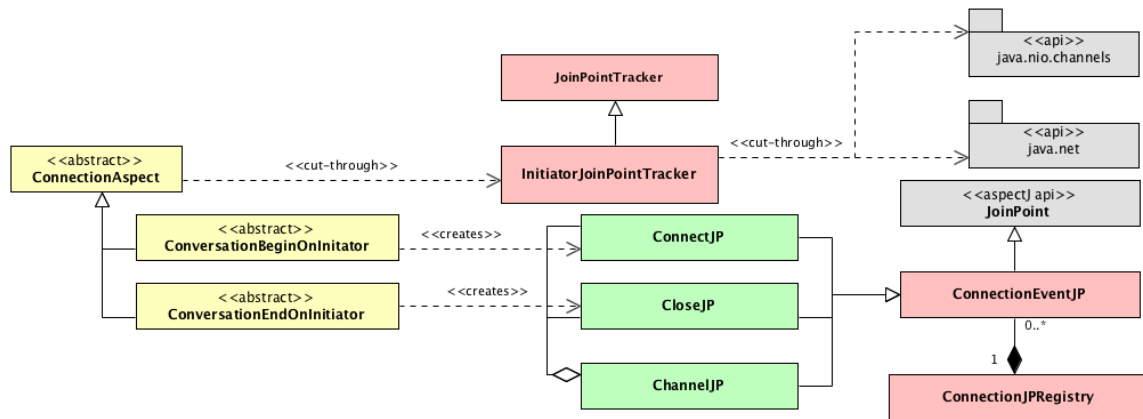 <<api>>
java.nio.channels
JoinPointTracker
<<api>>
java.net
<<abstract>>
ConnectionAspect
<<cut-through>>
InitiatorJoinPointTracker
<<cut-through>>
<<aspectJ api>>
JoinPoint
<<abstract>>
ConversationBeginOnInitator
<<creates>>
ConnectJP
<<abstract>>
ConversationEndOnInitiator
<<creates>>
CloseJP
ConnectionEventJP
0..*
1
ChannelJP
ConnectionJPRegistry